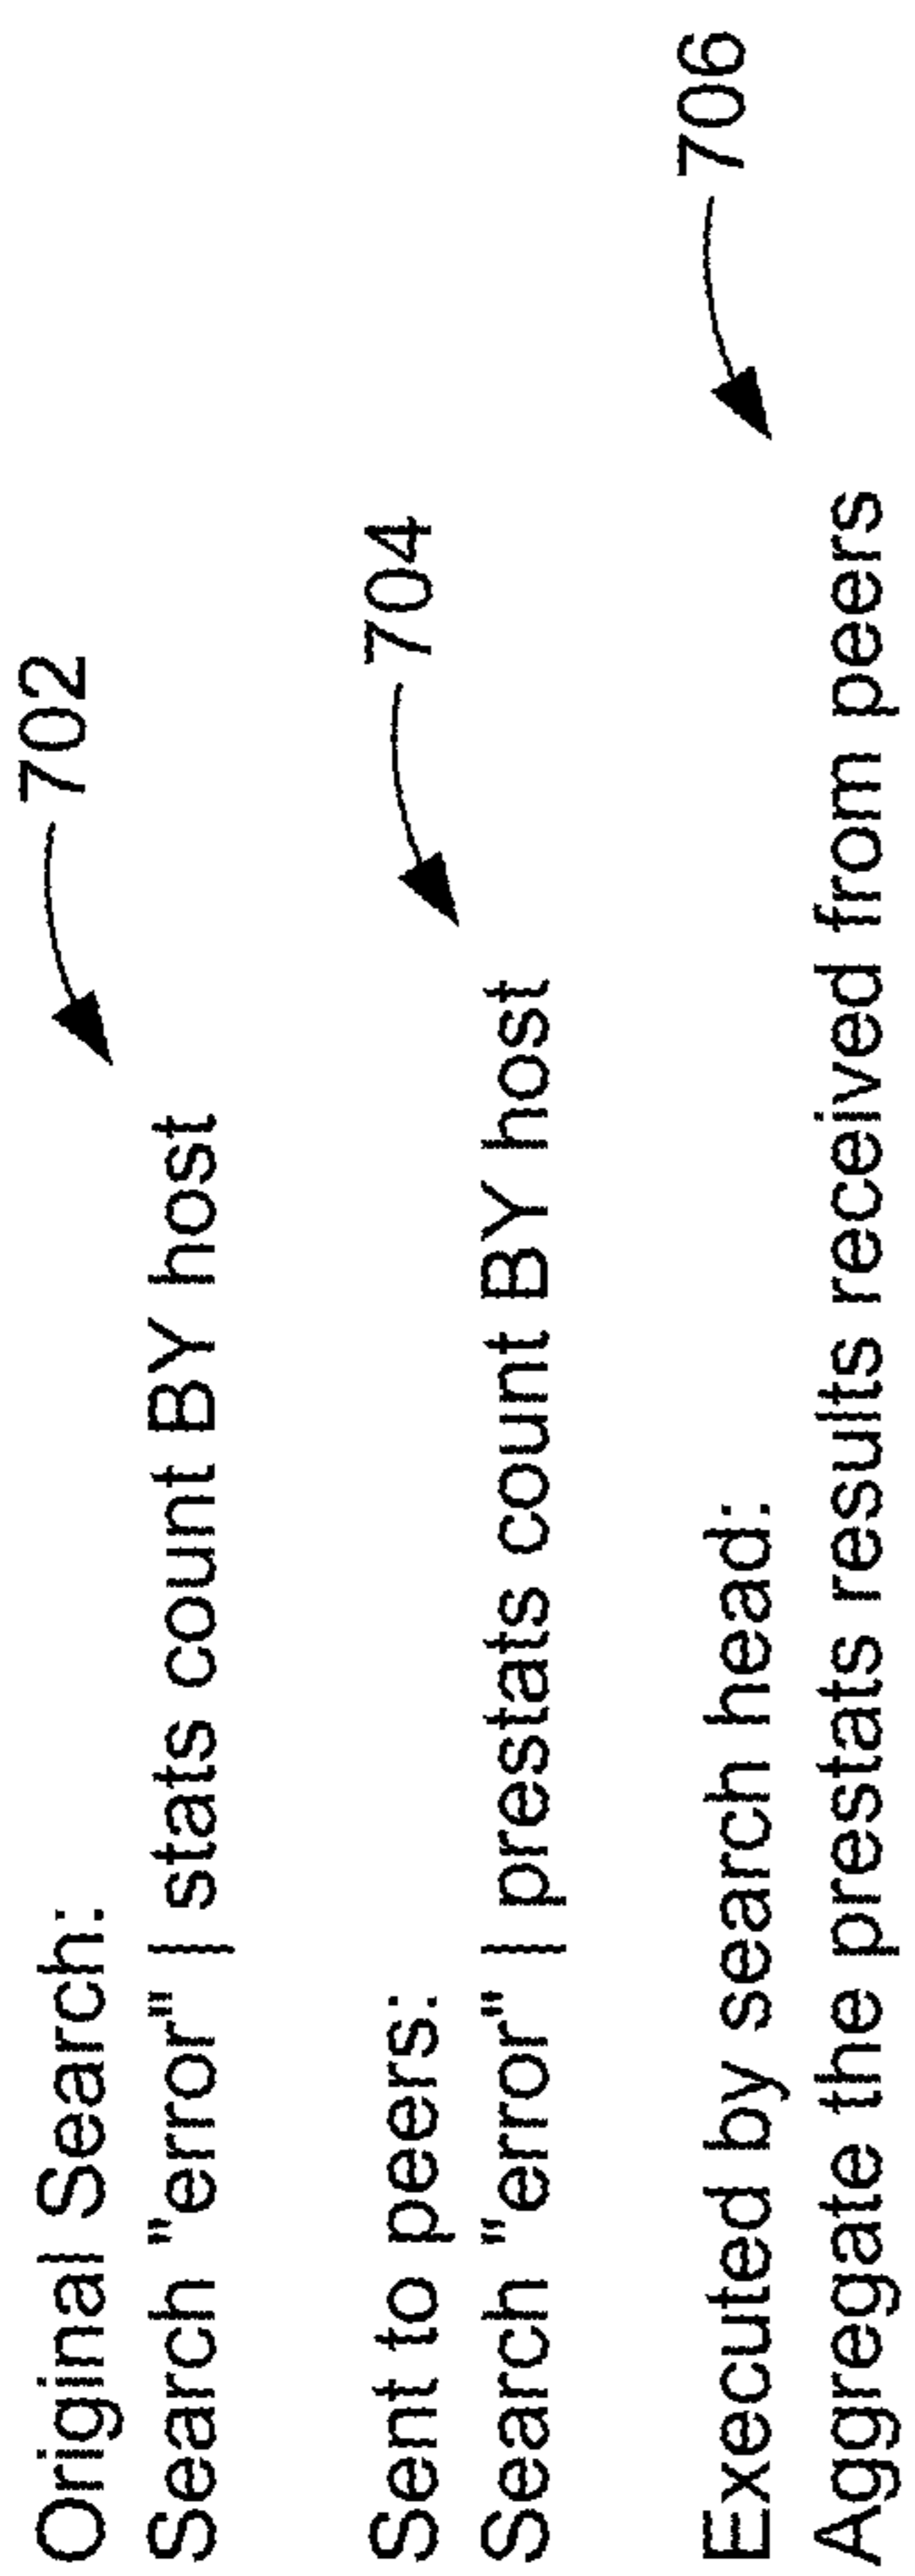 Original Search:
702
Search "error" | stats count BY host
Sent to peers:
704
Search "error" | prestats count BY host
Executed by search head:
706
Aggregate the prestats results received from peers